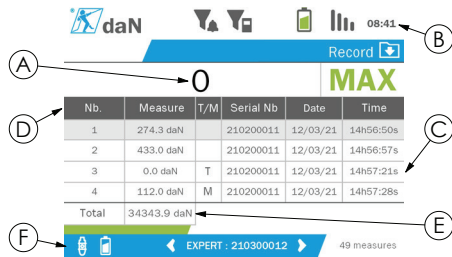 daN 08:41
B
Record
A
0 MAX
D
Nb. Measure T/M Serial Nb Date Time
1 274.3 daN 210200011 12/03/21 14h56:50s
2 433.0 daN 210200011 12/03/21 14h56:57s
C
3 0.0 daN T 210200011 12/03/21 14h57:21s
4 112.0 daN M 210200011 12/03/21 14h57:28s
Total 34343.9 daN
E
F
EXPERT : 210300012 49 measures